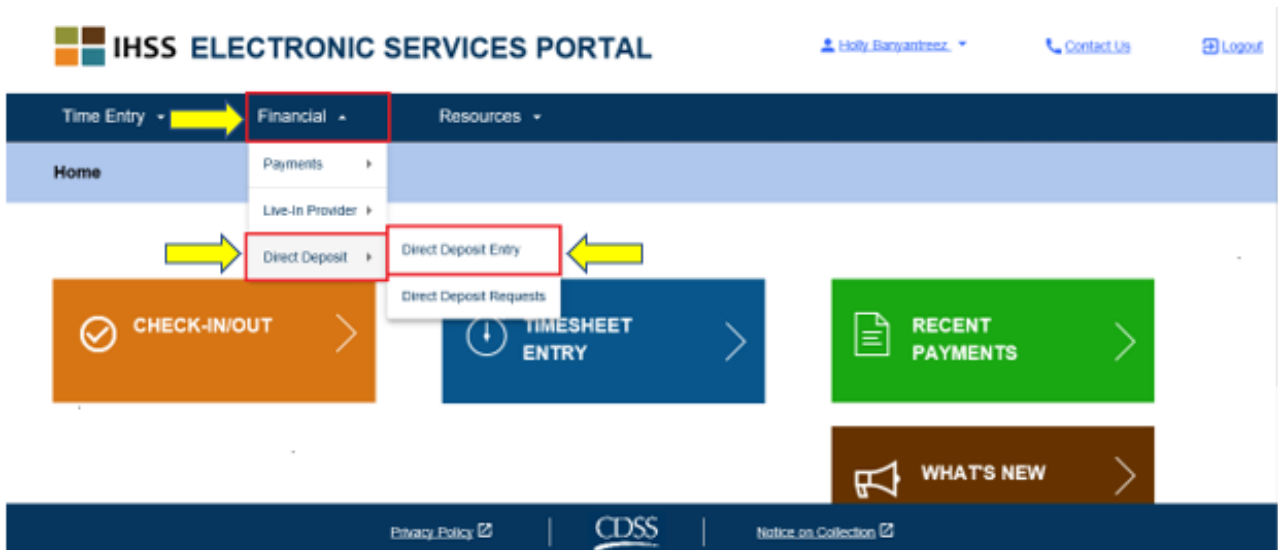 IHSS ELECTRONIC SERVICES PORTAL
Holly Banyantreez
Contact Us
Logout
Time Entry
Financial
Resources
Home
Payments
Live-In Provider
Direct Deposit
Direct Deposit Entry
Direct Deposit Requests
CHECK-IN/OUT
TIMESHEET
ENTRY
RECENT
PAYMENTS
WHAT'S NEW
Privacy Policy
CDSS
Notice on Collection